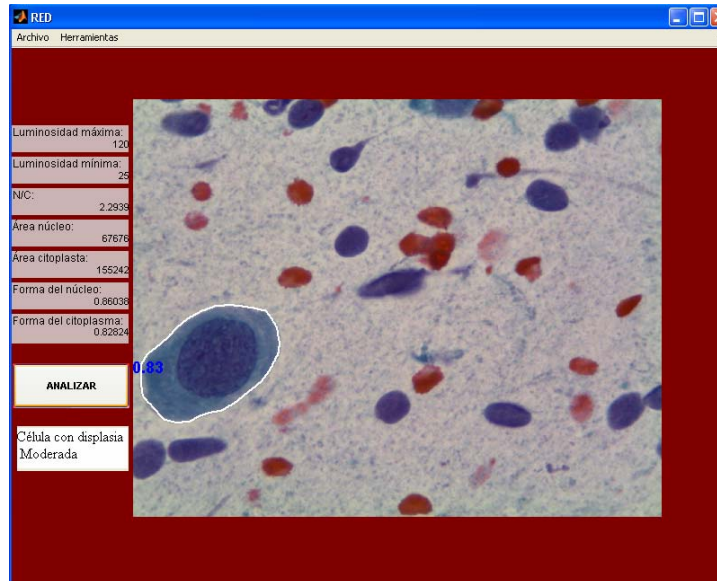 RED
Archivo Herramientas
Luminosidad máxima:
120
Luminosidad mínima:
25
N/C:
2.2939
Área núcleo:
67676
Área citoplasta:
155242
Forma del núcleo:
0.86038
Forma del citoplasma:
0.82824
0.83
ANALIZAR
Célula con displasia
Moderada